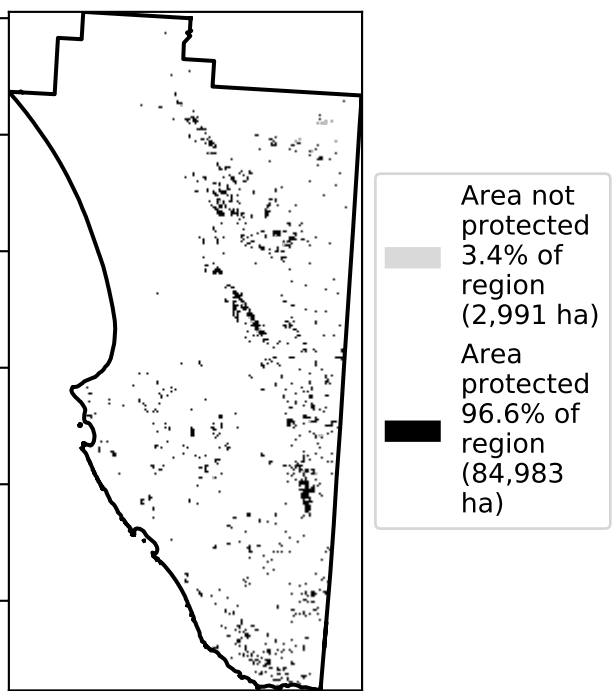 Area not
protected
3.4% of
region
(2,991 ha)
Area
protected
96.6% of
region
(84,983
ha)